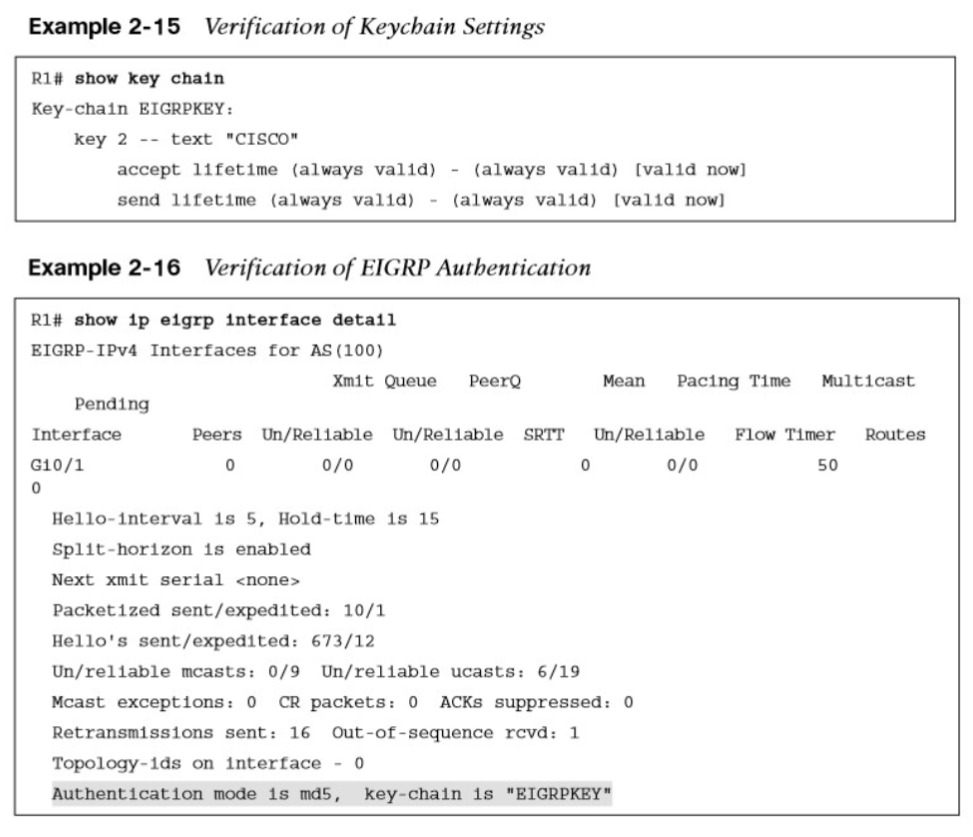 Example 2-15 Verification of Keychain Settings
R1# show key chain
Key-chain EIGRPKEY:
key 2 -- text "CISCO"
accept lifetime (always valid) - (always valid) [valid now]
send lifetime (always valid) - (always valid) [valid now]
Example 2-16 Verification of EIGRP Authentication
R1# show ip eigrp interface detail
EIGRP-IPv4 Interfaces for AS(100)
Xmit Queue PeerQ Mean Pacing Time Multicast
Pending
Interface Peers Un/Reliable Un/Reliable SRTT Un/Reliable Flow Timer Routes
Gi0/1 0 0/0 0/0 0 0/0 50
0
Hello-interval is 5, Hold-time is 15
Split-horizon is enabled
Next xmit serial <none>
Packetized sent/expedited: 10/1
Hello's sent/expedited: 673/12
Un/reliable mcasts: 0/9 Un/reliable ucasts: 6/19
Mcast exceptions: 0 CR packets: 0 ACKs suppressed: 0
Retransmissions sent: 16 Out-of-sequence rcvd: 1
Topology-ids on interface - 0
Authentication mode is md5, key-chain is "EIGRPKEY"